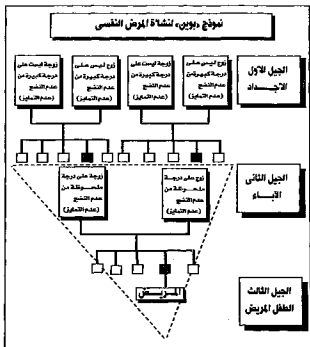 نموذج «بوين» لنشأة المرض النفسى
الجيل الأول
الأجداد
زوجة ليست على
درجة كبيرة من
عدم النضج
(عدم التمايز)
زوج ليس على
درجة كبيرة من
عدم النضج
(عدم التمايز)
زوجة ليست على
درجة كبيرة من
عدم النضج
(عدم التمايز)
زوج ليس على
درجة كبيرة من
عدم النضج
(عدم التمايز)
الجيل الثانى
الآباء
زوج على درجة
ملحوظة من
عدم النضج
(عدم التمايز)
زوجة على درجة
ملحوظة من
عدم النضج
(عدم التمايز)
الجيل الثالث
الطفل المريض
المريض